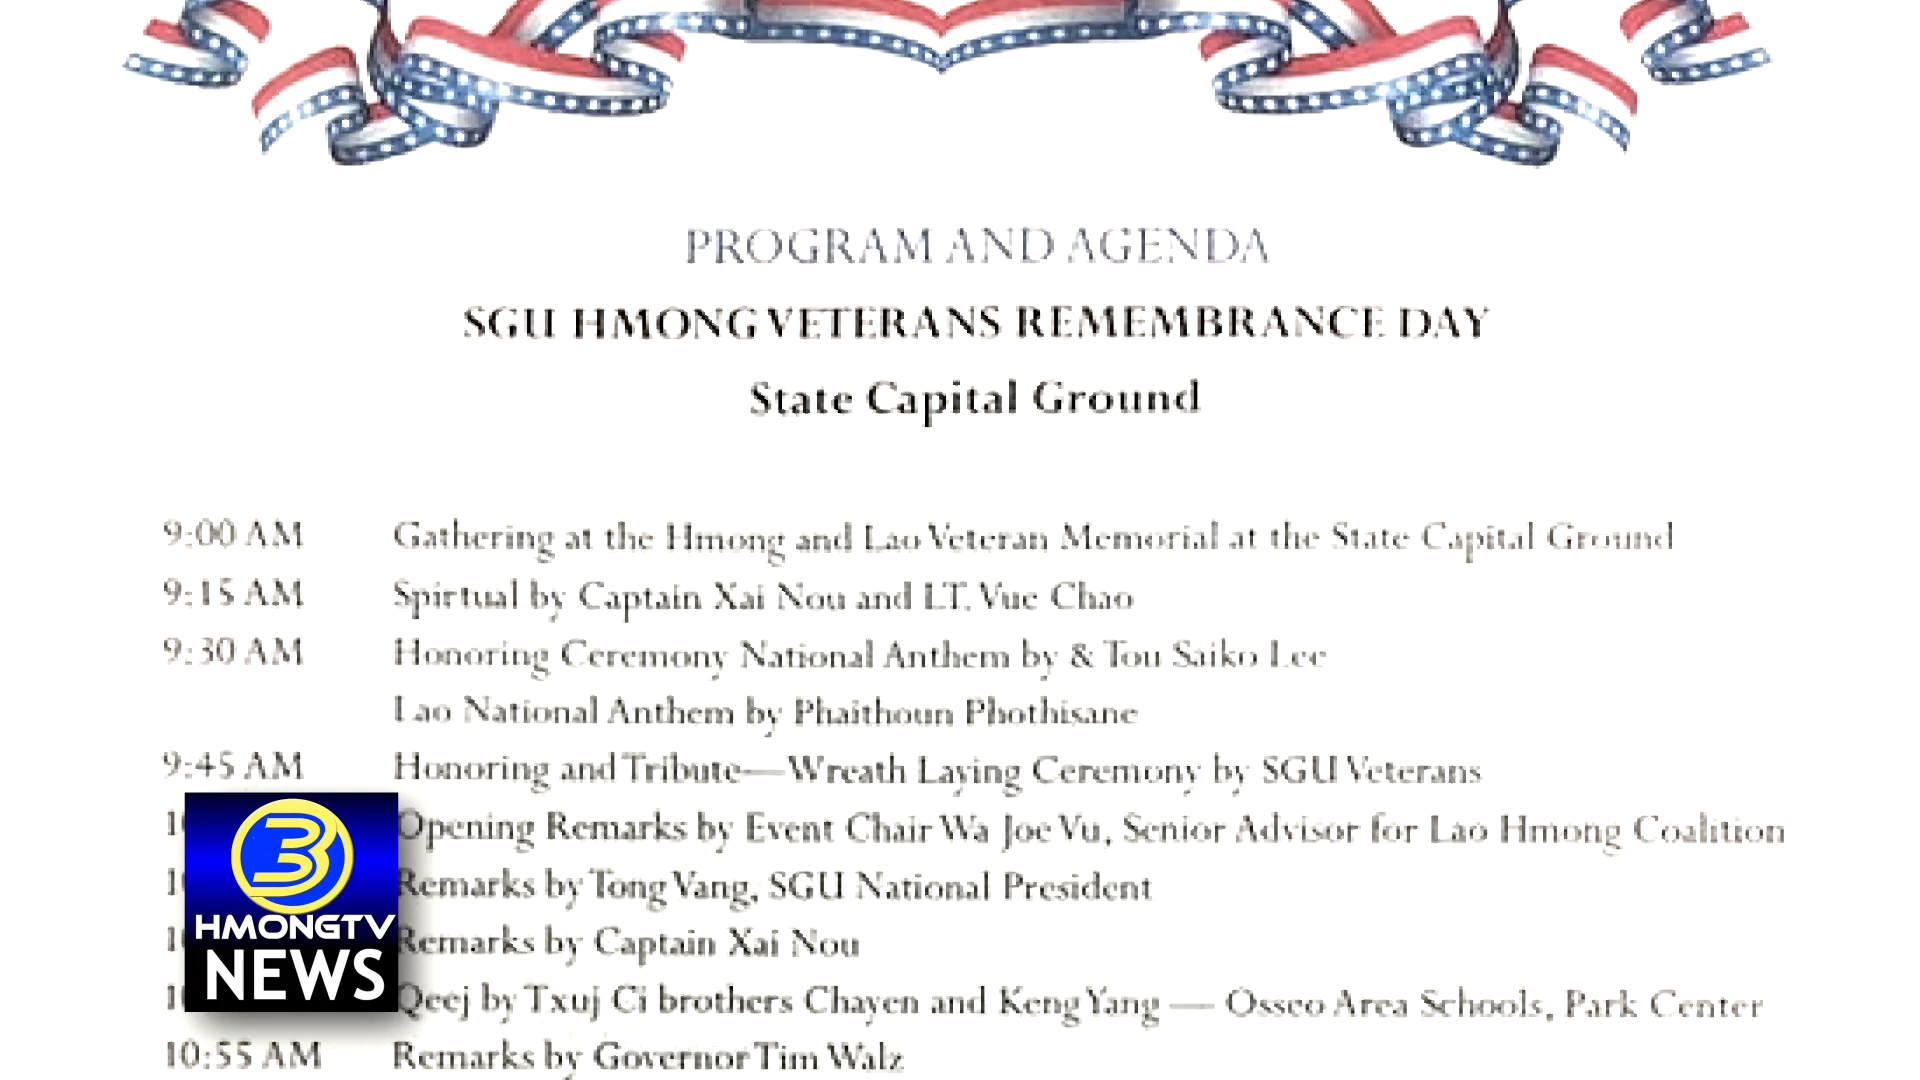 PROGRAM AND AGENDA
SGU HMONG VETERANS REMEMBRANCE DAY
State Capital Ground
9:00 AM Gathering at the Hmong and Lao Veteran Memorial at the State Capital Ground
9:15 AM Spirtual by Captain Xai Nou and LT. Vue Chao
9:30 AM Honoring Ceremony National Anthem by & Tou Saiko Lee
Lao National Anthem by Phaithoun Phothisane
9:45 AM Honoring and Tribute—Wreath Laying Ceremony by SGU Veterans
Opening Remarks by Event Chair Wa Joe Vu, Senior Advisor for Lao Hmong Coalition
Remarks by Tong Vang, SGU National President
Remarks by Captain Xai Nou
Qeej by Txuj Ci brothers Chayen and Keng Yang — Osseo Area Schools, Park Center
10:55 AM Remarks by Governor Tim Walz
3
HMONGTV
NEWS